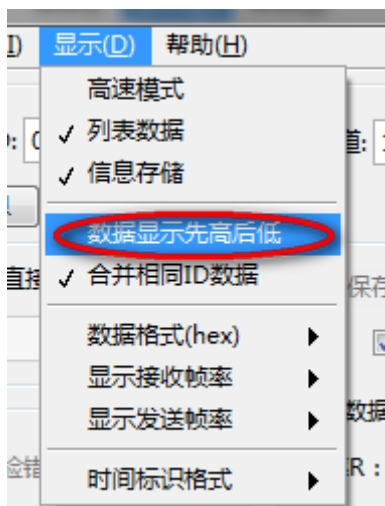 显示(D) 帮助(H)
高速模式
列表数据
信息存储
数据显示先高后低
直接
合并相同ID数据
保存
数据格式(hex)
显示接收帧率
数据
显示发送帧率
时间标识格式
R：